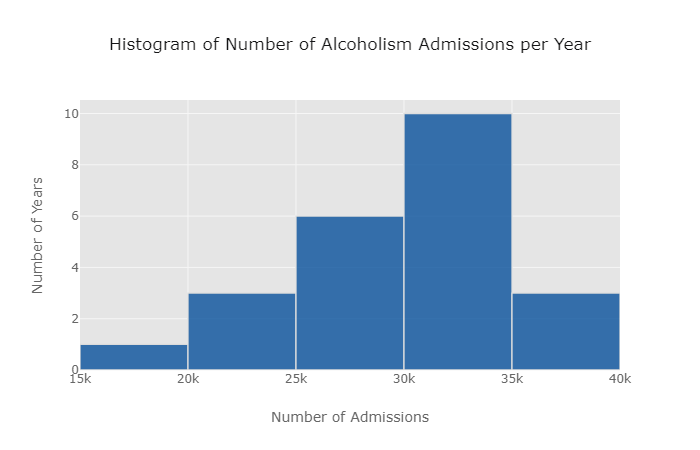 Histogram of Number of Alcoholism Admissions per Year
Number of Years
10
8
6
4
2
0
15k 20k 25k 30k 35k 40k
Number of Admissions